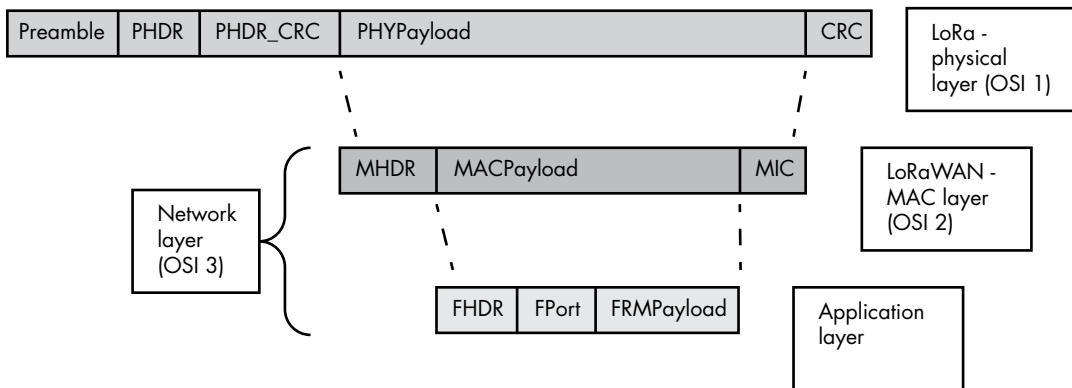 Preamble PHDR PHDR_CRC PHYPayload CRC
LoRa -
physical
layer (OSI 1)
MHDR MACPayload MIC
LoRaWAN -
MAC layer
(OSI 2)
Network
layer
(OSI 3)
FHDR FPort FRMPayload
Application
layer